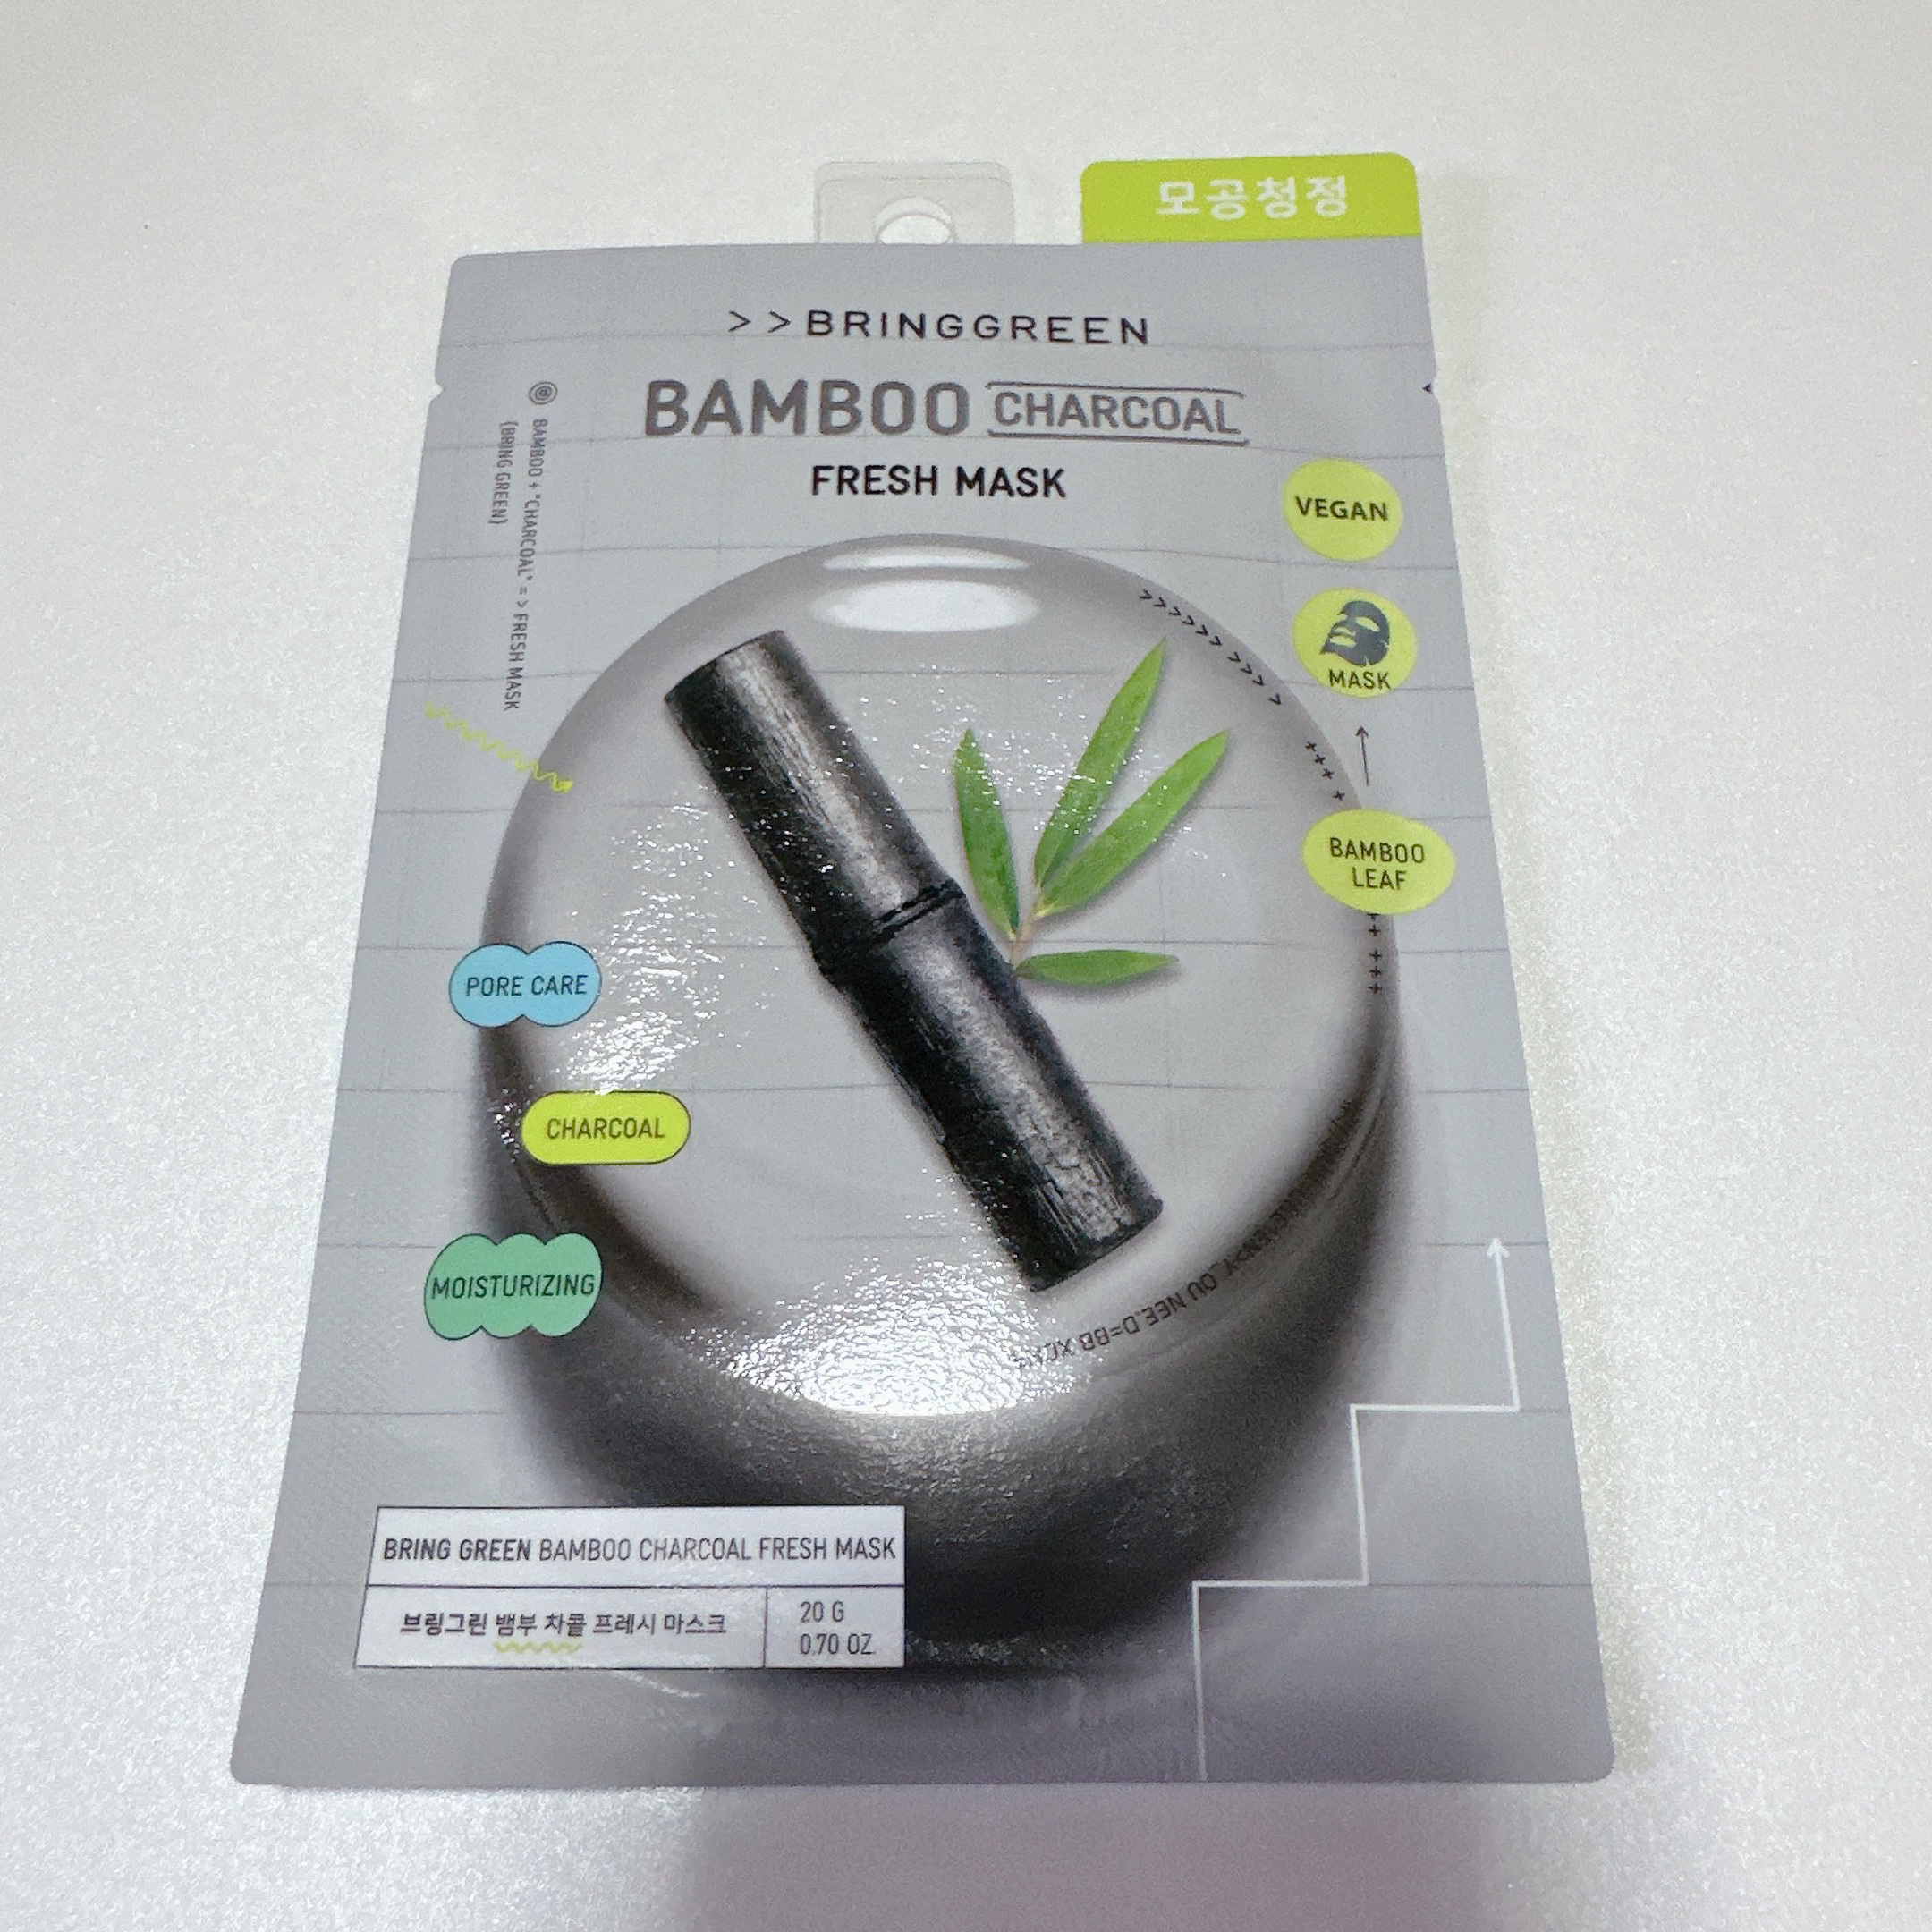 모공청정
>>BRINGGREEN
BAMBOO CHARCOAL
FRESH MASK
@ BAMBOO + "CHARCOAL" = > FRESH MASK
{BRING GREEN}
VEGAN
MASK
BAMBOO
LEAF
PORE CARE
CHARCOAL
MOISTURIZING
BRING GREEN BAMBOO CHARCOAL FRESH MASK
브링그린 뱀부 차콜 프레시 마스크
20 G
0.70 OZ.